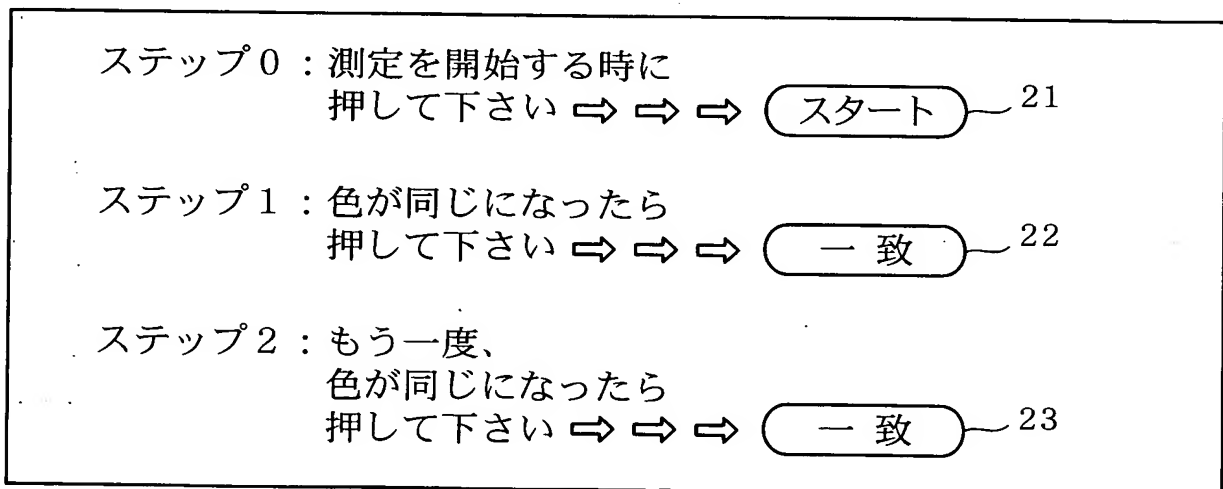 ステップ0：測定を開始する時に
押して下さい ⇨ ⇨ ⇨ スタート 21
ステップ1：色が同じになったら
押して下さい ⇨ ⇨ ⇨ 一 致 22
ステップ2：もう一度、
色が同じになったら
押して下さい ⇨ ⇨ ⇨ 一 致 23